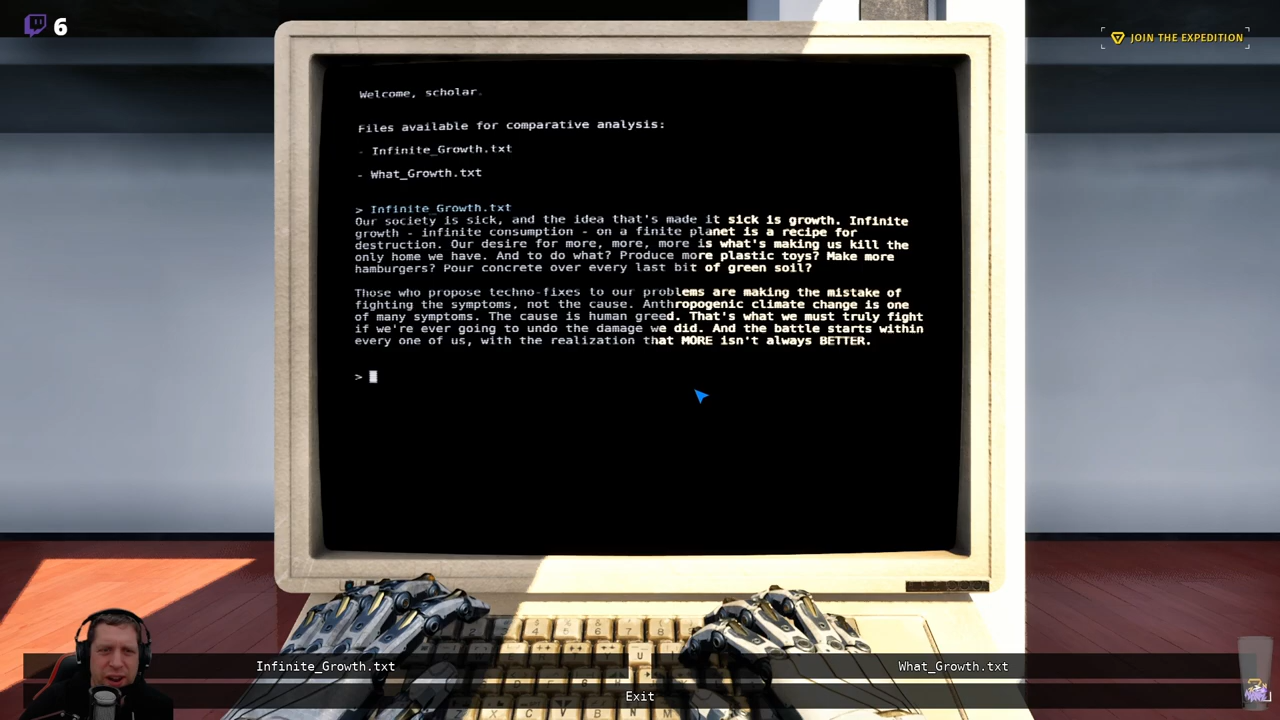 6
JOIN THE EXPEDITION
Welcome, scholar.
Files available for comparative analysis:
- Infinite_Growth.txt
- What_Growth.txt
> Infinite_Growth.txt
Our society is sick, and the idea that's made it sick is growth. Infinite
growth - infinite consumption - on a finite planet is a recipe for
destruction. Our desire for more, more, more is what's making us kill the
only home we have. And to do what? Produce more plastic toys? Make more
hamburgers? Pour concrete over every last bit of green soil?
Those who propose techno-fixes to our problems are making the mistake of
fighting the symptoms, not the cause. Anthropogenic climate change is one
of many symptoms. The cause is human greed. That's what we must truly fight
if we're ever going to undo the damage we did. And the battle starts within
every one of us, with the realization that MORE isn't always BETTER.
>
Infinite_Growth.txt
What_Growth.txt
Exit